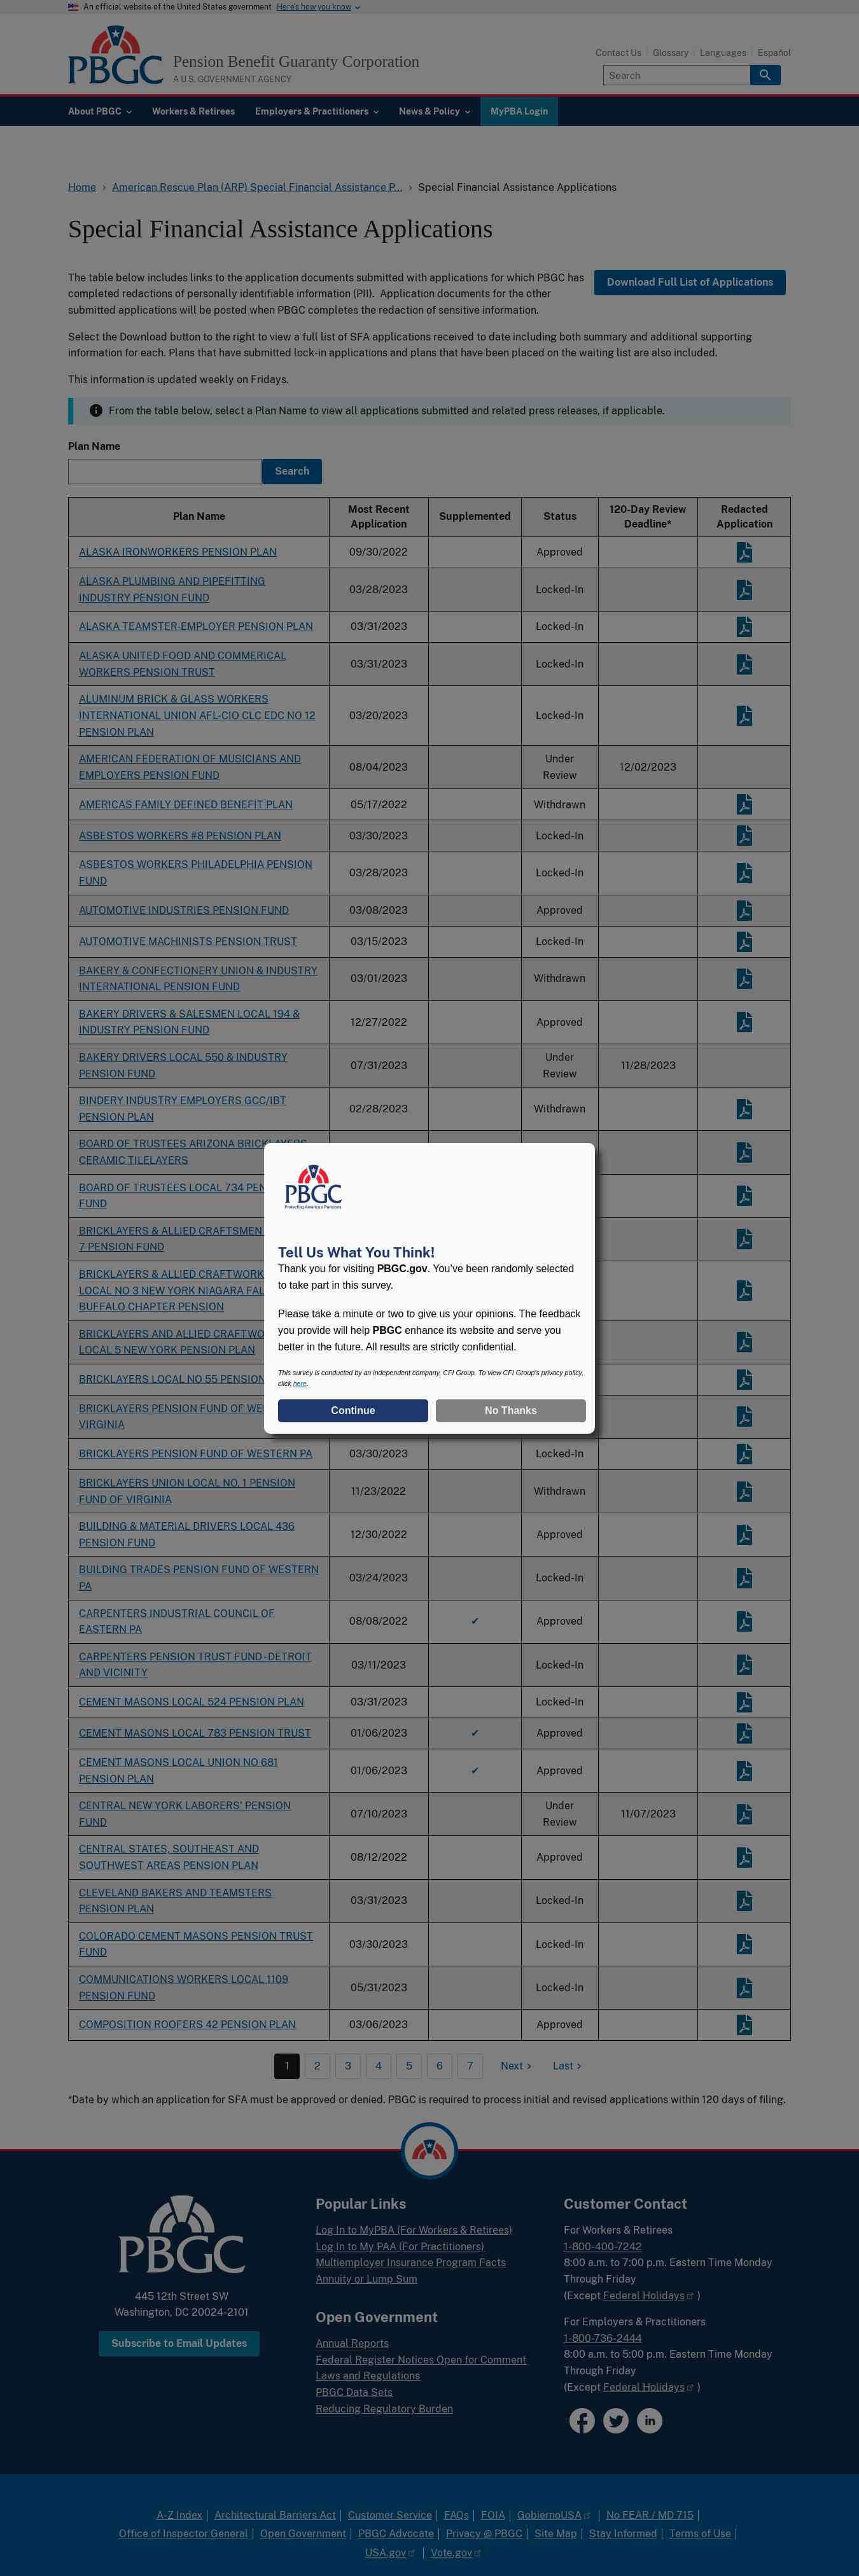 An official website of the United States government Here's how you know
PBGC
Pension Benefit Guaranty Corporation
A U.S. GOVERNMENT AGENCY
Contact Us Glossary Languages Español
Search
About PBGC Workers & Retirees Employers & Practitioners News & Policy MyPBA Login
Home American Rescue Plan (ARP) Special Financial Assistance P... Special Financial Assistance Applications
Special Financial Assistance Applications
The table below includes links to the application documents submitted with applications for which PBGC has
completed redactions of personally identifiable information (PII). Application documents for the other
submitted applications will be posted when PBGC completes the redaction of sensitive information.
Download Full List of Applications
Select the Download button to the right to view a full list of SFA applications received to date including both summary and additional supporting
information for each. Plans that have submitted lock-in applications and plans that have been placed on the waiting list are also included.
This information is updated weekly on Fridays.
From the table below, select a Plan Name to view all applications submitted and related press releases, if applicable.
Plan Name
Search
Plan Name Most Recent Application Supplemented Status 120-Day Review Deadline* Redacted Application
ALASKA IRONWORKERS PENSION PLAN 09/30/2022 Approved
ALASKA PLUMBING AND PIPEFITTING
INDUSTRY PENSION FUND 03/28/2023 Locked-In
ALASKA TEAMSTER-EMPLOYER PENSION PLAN 03/31/2023 Locked-In
ALASKA UNITED FOOD AND COMMERICAL
WORKERS PENSION TRUST 03/31/2023 Locked-In
ALUMINUM BRICK & GLASS WORKERS
INTERNATIONAL UNION AFL-CIO CLC EDC NO 12 03/20/2023 Locked-In
PENSION PLAN
AMERICAN FEDERATION OF MUSICIANS AND
EMPLOYERS PENSION FUND 08/04/2023 Under Review 12/02/2023
AMERICAS FAMILY DEFINED BENEFIT PLAN 05/17/2022 Withdrawn
ASBESTOS WORKERS #8 PENSION PLAN 03/30/2023 Locked-In
ASBESTOS WORKERS PHILADELPHIA PENSION
FUND 03/28/2023 Locked-In
AUTOMOTIVE INDUSTRIES PENSION FUND 03/08/2023 Approved
AUTOMOTIVE MACHINISTS PENSION TRUST 03/15/2023 Locked-In
BAKERY & CONFECTIONERY UNION & INDUSTRY
INTERNATIONAL PENSION FUND 03/01/2023 Withdrawn
BAKERY DRIVERS & SALESMEN LOCAL 194 &
INDUSTRY PENSION FUND 12/27/2022 Approved
BAKERY DRIVERS LOCAL 550 & INDUSTRY
PENSION FUND 07/31/2023 Under Review 11/28/2023
BINDERY INDUSTRY EMPLOYERS GCC/IBT
PENSION PLAN 02/28/2023 Withdrawn
BOARD OF TRUSTEES ARIZONA BRICKLAYERS
CERAMIC TILELAYERS
BOARD OF TRUSTEES LOCAL 734 PEN
FUND
BRICKLAYERS & ALLIED CRAFTSMEN
7 PENSION FUND
BRICKLAYERS & ALLIED CRAFTWORK
LOCAL NO 3 NEW YORK NIAGARA FAL
BUFFALO CHAPTER PENSION
BRICKLAYERS AND ALLIED CRAFTWO
LOCAL 5 NEW YORK PENSION PLAN
BRICKLAYERS LOCAL NO 55 PENSION
BRICKLAYERS PENSION FUND OF WE
VIRGINIA
PBGC
Protecting America's Pensions
Tell Us What You Think!
Thank you for visiting PBGC.gov. You've been randomly selected
to take part in this survey.
Please take a minute or two to give us your opinions. The feedback
you provide will help PBGC enhance its website and serve you
better in the future. All results are strictly confidential.
This survey is conducted by an independent company, CFI Group. To view CFI Group's privacy policy,
click here.
Continue No Thanks
BRICKLAYERS PENSION FUND OF WESTERN PA 03/30/2023 Locked-In
BRICKLAYERS UNION LOCAL NO. 1 PENSION
FUND OF VIRGINIA 11/23/2022 Withdrawn
BUILDING & MATERIAL DRIVERS LOCAL 436
PENSION FUND 12/30/2022 Approved
BUILDING TRADES PENSION FUND OF WESTERN
PA 03/24/2023 Locked-In
CARPENTERS INDUSTRIAL COUNCIL OF
EASTERN PA 08/08/2022 ✔ Approved
CARPENTERS PENSION TRUST FUND-DETROIT
AND VICINITY 03/11/2023 Locked-In
CEMENT MASONS LOCAL 524 PENSION PLAN 03/31/2023 Locked-In
CEMENT MASONS LOCAL 783 PENSION TRUST 01/06/2023 ✔ Approved
CEMENT MASONS LOCAL UNION NO 681
PENSION PLAN 01/06/2023 ✔ Approved
CENTRAL NEW YORK LABORERS' PENSION
FUND 07/10/2023 Under Review 11/07/2023
CENTRAL STATES, SOUTHEAST AND
SOUTHWEST AREAS PENSION PLAN 08/12/2022 Approved
CLEVELAND BAKERS AND TEAMSTERS
PENSION PLAN 03/31/2023 Locked-In
COLORADO CEMENT MASONS PENSION TRUST
FUND 03/30/2023 Locked-In
COMMUNICATIONS WORKERS LOCAL 1109
PENSION FUND 05/31/2023 Locked-In
COMPOSITION ROOFERS 42 PENSION PLAN 03/06/2023 Approved
1 2 3 4 5 6 7 Next Last
*Date by which an application for SFA must be approved or denied. PBGC is required to process initial and revised applications within 120 days of filing.
PBGC
445 12th Street SW
Washington, DC 20024-2101
Subscribe to Email Updates
Popular Links
Log In to MyPBA (For Workers & Retirees)
Log In to My PAA (For Practitioners)
Multiemployer Insurance Program Facts
Annuity or Lump Sum
Open Government
Annual Reports
Federal Register Notices Open for Comment
Laws and Regulations
PBGC Data Sets
Reducing Regulatory Burden
Customer Contact
For Workers & Retirees
1-800-400-7242
8:00 a.m. to 7:00 p.m. Eastern Time Monday
Through Friday
(Except Federal Holidays )
For Employers & Practitioners
1-800-736-2444
8:00 a.m. to 5:00 p.m. Eastern Time Monday
Through Friday
(Except Federal Holidays )
A-Z Index Architectural Barriers Act Customer Service FAQs FOIA GobiernoUSA No FEAR / MD 715
Office of Inspector General Open Government PBGC Advocate Privacy @ PBGC Site Map Stay Informed Terms of Use
USA.gov Vote.gov